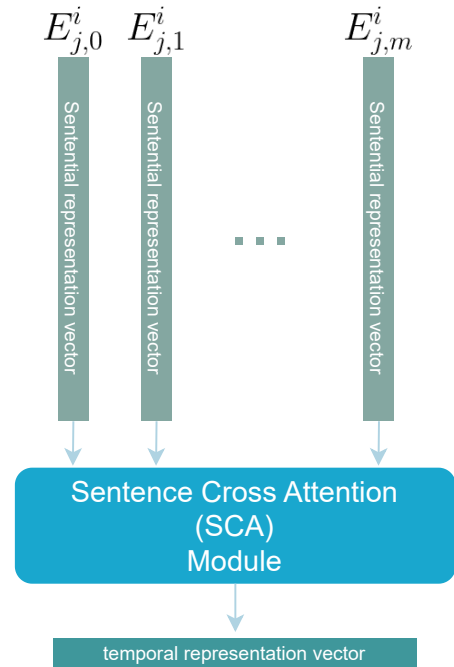 E^i_{j,0} E^i_{j,1} E^i_{j,m}
Sentential representation vector
Sentential representation vector
Sentential representation vector
Sentence Cross Attention
(SCA)
Module
temporal representation vector